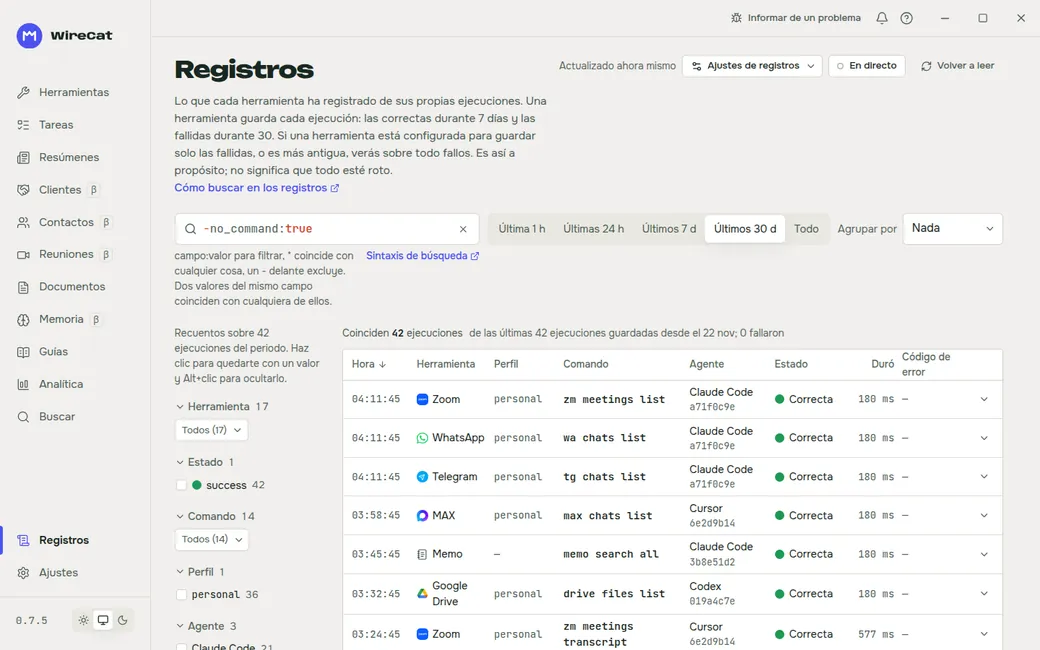 Informar de un problema
wirecat
Herramientas
Tareas
Resúmenes
Clientes β
Contactos β
Reuniones β
Documentos
Memoria β
Guías
Analítica
Buscar
Registros
Ajustes
0.7.5
Registros
Actualizado ahora mismo
Ajustes de registros
En directo
Volver a leer
Lo que cada herramienta ha registrado de sus propias ejecuciones. Una
herramienta guarda cada ejecución: las correctas durante 7 días y las
fallidas durante 30. Si una herramienta está configurada para guardar
solo las fallidas, o es más antigua, verás sobre todo fallos. Es así a
propósito; no significa que todo esté roto.
Cómo buscar en los registros
-no_command:true
Última 1 h Últimas 24 h Últimos 7 d Últimos 30 d Todo
Agrupar por Nada
campo:valor para filtrar, * coincide con
cualquier cosa, un - delante excluye.
Dos valores del mismo campo
coinciden con cualquiera de ellos.
Sintaxis de búsqueda
Recuentos sobre 42
ejecuciones del periodo. Haz
clic para quedarte con un valor
y Alt+clic para ocultarlo.
Herramienta 17
Todos (17)
Estado 1
success 42
Comando 14
Todos (14)
Perfil 1
personal 36
Agente 3
Claude Code 21
Coinciden 42 ejecuciones de las últimas 42 ejecuciones guardadas desde el 22 nov; 0 fallaron
Hora ↓ Herramienta Perfil Comando Agente Estado Duró Código de error
04:11:45 Zoom personal zm meetings list Claude Code a71f0c9e Correcta 180 ms —
04:11:45 WhatsApp personal wa chats list Claude Code a71f0c9e Correcta 180 ms —
04:11:45 Telegram personal tg chats list Claude Code a71f0c9e Correcta 180 ms —
03:58:45 MAX personal max chats list Cursor 6e2d9b14 Correcta 180 ms —
03:45:45 Memo — memo search all Claude Code 3b8e51d2 Correcta 180 ms —
03:32:45 Google Drive personal drive files list Codex 019a4c7e Correcta 180 ms —
03:24:45 Zoom personal zm meetings transcript Cursor 6e2d9b14 Correcta 577 ms —